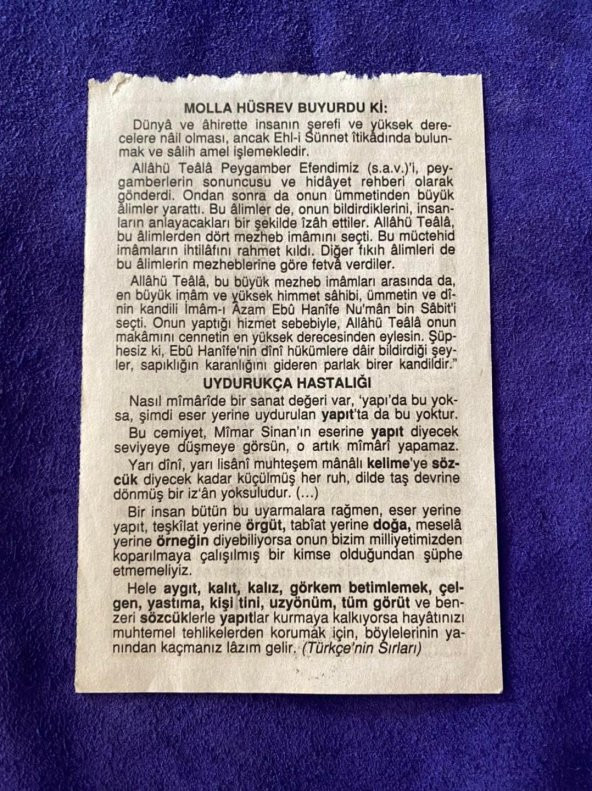 MOLLA HÜSREV BUYURDU Kİ:
Dünyâ ve âhirette insanın şerefi ve yüksek dere-
celere nâil olması, ancak Ehl-i Sünnet îtikâdında bulun-
mak ve sâlih amel işlemekledir.
Allâhü Teâlâ Peygamber Efendimiz (s.a.v.)'i, pey-
gamberlerin sonuncusu ve hidâyet rehberi olarak
gönderdi. Ondan sonra da onun ümmetinden büyük
âlimler yarattı. Bu âlimler de, onun bildirdiklerini, insan-
ların anlayacakları bir şekilde îzâh ettiler. Allâhü Teâlâ,
bu âlimlerden dört mezheb imâmını seçti. Bu müctehid
imâmların ihtilâfını rahmet kıldı. Diğer fıkıh âlimleri de
bu âlimlerin mezheblerine göre fetvâ verdiler.
Allâhü Teâlâ, bu büyük mezheb imâmları arasında da,
en büyük imâm ve yüksek himmet sâhibi, ümmetin ve dî-
nin kandili İmâm-ı Âzam Ebû Hanîfe Nu'mân bin Sâbit'i
seçti. Onun yaptığı hizmet sebebiyle, Allâhü Teâlâ onun
makâmını cennetin en yüksek derecesinden eylesin. Şüp-
hesiz ki, Ebû Hanîfe'nin dînî hükümlere dâir bildirdiği şey-
ler, sapıklığın karanlığını gideren parlak birer kandildir."
UYDURUKÇA HASTALIĞI
Nasıl mîmârîde bir sanat değeri var, 'yapı'da bu yok-
sa, şimdi eser yerine uydurulan yapıt'ta da bu yoktur.
Bu cemiyet, Mîmar Sinan'ın eserine yapıt diyecek
seviyeye düşmeye görsün, o artık mîmârî yapamaz.
Yarı dînî, yarı lisânî muhteşem mânâlı kelime'ye söz-
cük diyecek kadar küçülmüş her ruh, dilde taş devrine
dönmüş bir iz'ân yoksuludur. (...)
Bir insan bütün bu uyarmalara rağmen, eser yerine
yapıt, teşkîlat yerine örgüt, tabîat yerine doğa, meselâ
yerine örneğin diyebiliyorsa onun bizim milliyetimizden
koparılmaya çalışılmış bir kimse olduğundan şüphe
etmemeliyiz.
Hele aygıt, kalıt, kalız, görkem betimlemek, çel-
gen, yastıma, kişi tini, uzyönüm, tüm görüt ve ben-
zeri sözcüklerle yapıtlar kurmaya kalkıyorsa hayâtınızı
muhtemel tehlikelerden korumak için, böylelerinin ya-
nından kaçmanız lâzım gelir. (Türkçe'nin Sırları)